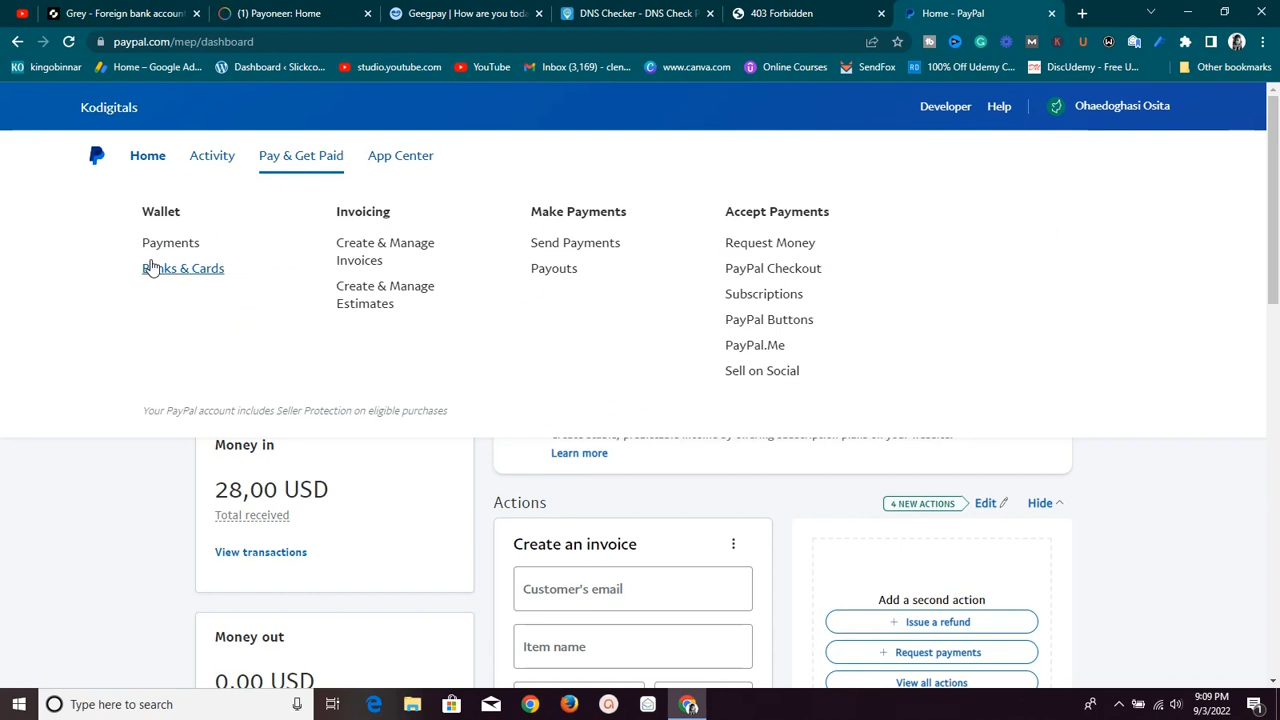 Grey - Foreign bank account
(1) Payoneer: Home
Geegpay | How are you toda
DNS Checker - DNS Check P
403 Forbidden
Home - PayPal
paypal.com/mep/dashboard
kingobinnar
Home – Google Ads...
Dashboard ‹ Slickco...
studio.youtube.com
YouTube
Inbox (3,169) - clen...
www.canva.com
Online Courses
SendFox
100% Off Udemy C...
DiscUdemy - Free U...
Other bookmarks
Kodigitals
Developer
Help
Ohaedoghasi Osita
Home
Activity
Pay & Get Paid
App Center
Wallet
Invoicing
Make Payments
Accept Payments
Payments
Create & Manage
Invoices
Send Payments
Request Money
Banks & Cards
Payouts
PayPal Checkout
Create & Manage
Estimates
Subscriptions
PayPal Buttons
PayPal.Me
Sell on Social
Your PayPal account includes Seller Protection on eligible purchases
Money in
Learn more
28,00 USD
Total received
View transactions
Actions
4 NEW ACTIONS
Edit
Hide
Create an invoice
Customer's email
Item name
Add a second action
+ Issue a refund
+ Request payments
View all actions
Money out
0,00 USD
Type here to search
9:09 PM
9/3/2022